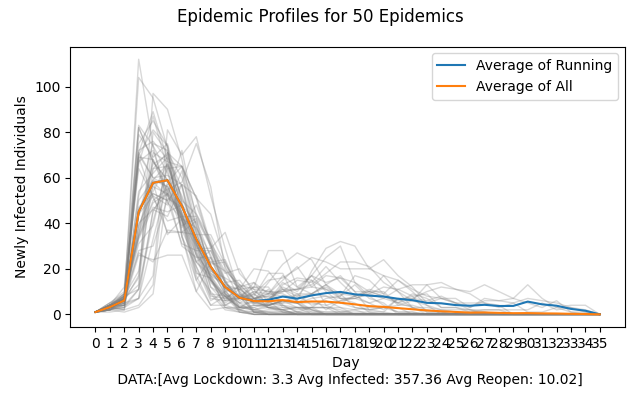 Epidemic Profiles for 50 Epidemics
Average of Running
Average of All
Newly Infected Individuals
100
80
60
40
20
0
0 1 2 3 4 5 6 7 8 9 10 11 12 13 14 15 16 17 18 19 20 21 22 23 24 25 26 27 28 29 30 31 32 33 34 35
Day
DATA:[Avg Lockdown: 3.3 Avg Infected: 357.36 Avg Reopen: 10.02]